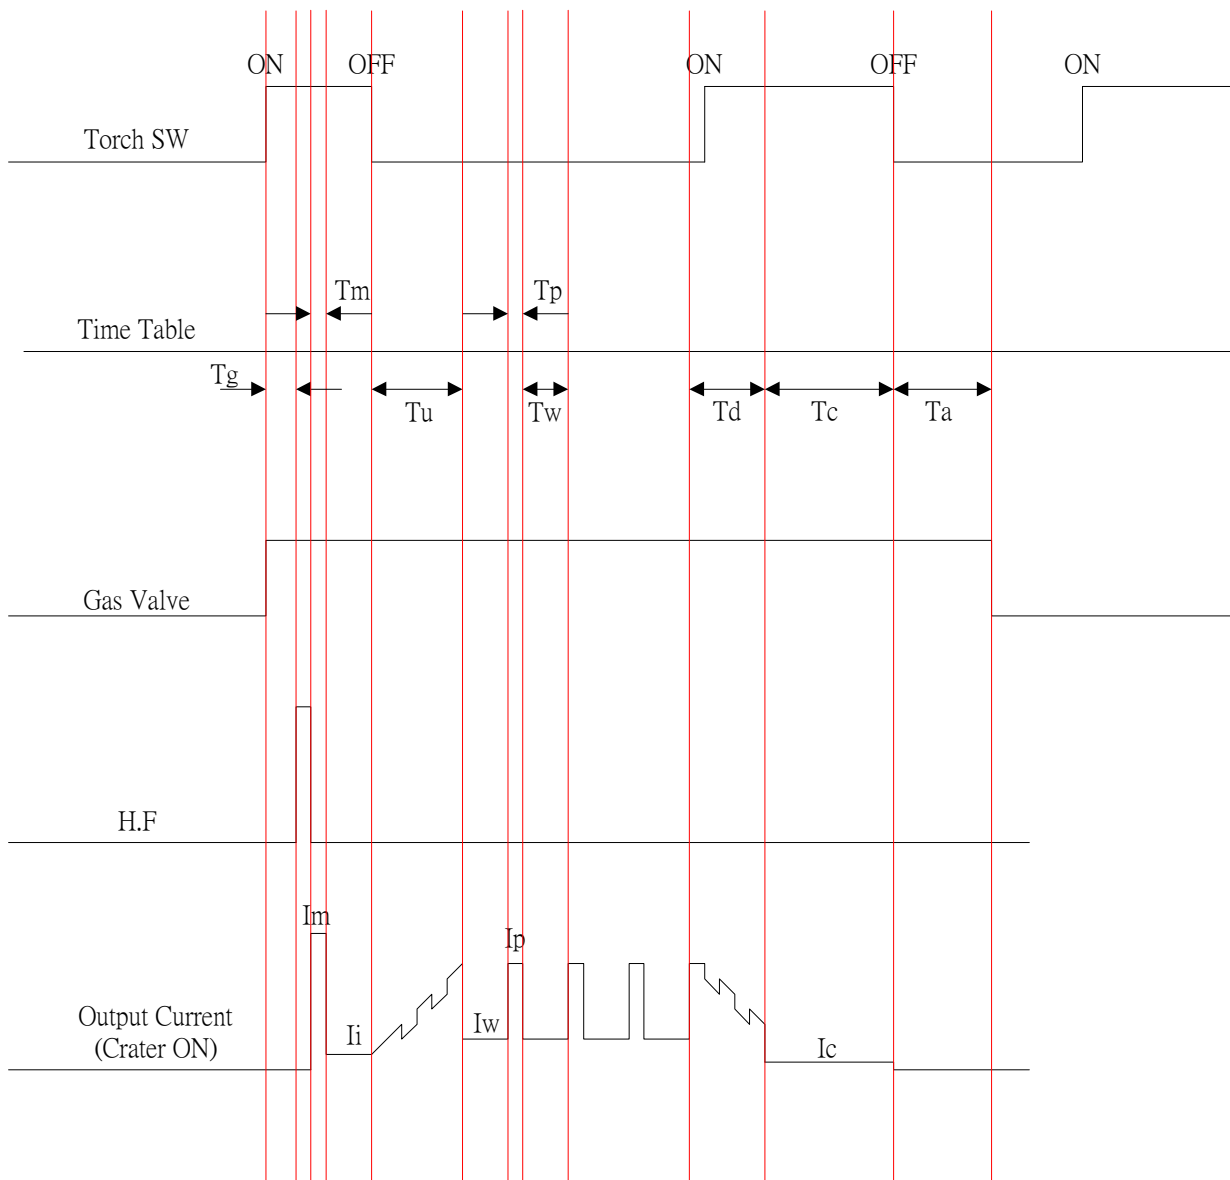 ON OFF ON OFF ON
Torch SW
Tm Tp
Time Table
Tg
Tu Tw Td Tc Ta
Gas Valve
H.F
Im
Ip
Output Current
(Crater ON)
Ii Iw Ic